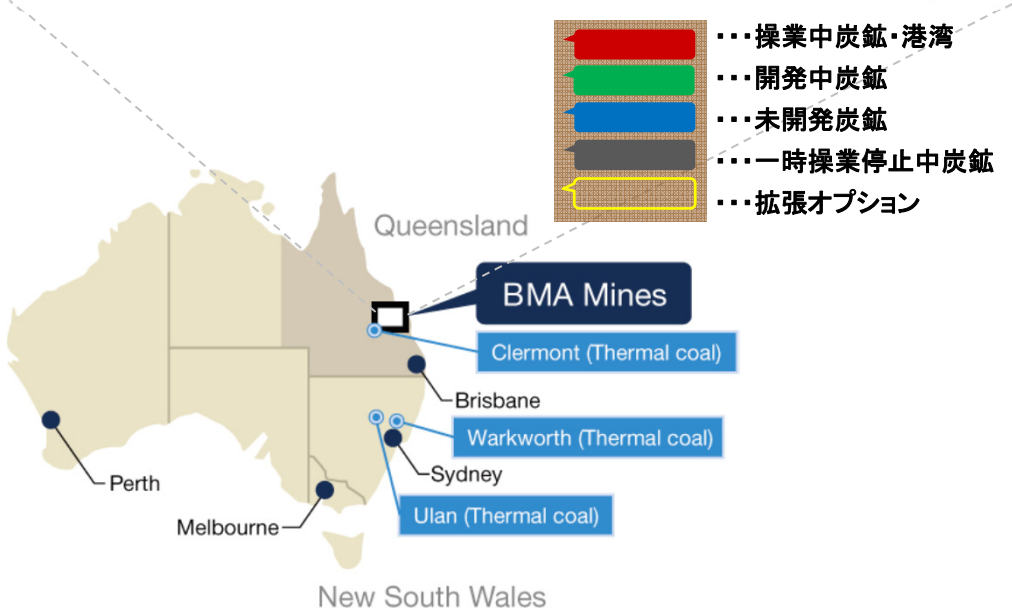 ・・・操業中炭鉱・港湾
・・・開発中炭鉱
・・・未開発炭鉱
・・・一時操業停止中炭鉱
・・・拡張オプション
Queensland
BMA Mines
Clermont (Thermal coal)
Brisbane
Warkworth (Thermal coal)
Sydney
Perth
Ulan (Thermal coal)
Melbourne
New South Wales